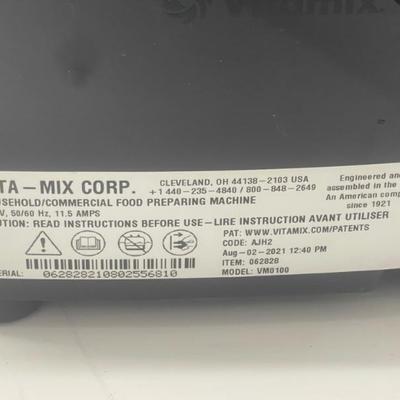 Vitamix.
TA-MIX CORP. CLEVELAND, OH 44138-2103 USA
+1 440-235-4840 / 800-848-2649
Engineered and
assembled in the
An American comp
since 1921
USEHOLD/COMMERCIAL FOOD PREPARING MACHINE
V, 50/60 Hz, 11.5 AMPS
UTION: READ INSTRUCTIONS BEFORE USE-LIRE INSTRUCTION AVANT UTILISER
PAT: WWW.VITAMIX.COM/PATENTS
CODE: AJH2
Aug-02-2021 12:40 PM
ITEM: 062828
MODEL: VM0100
ERIAL: 062828210802556810